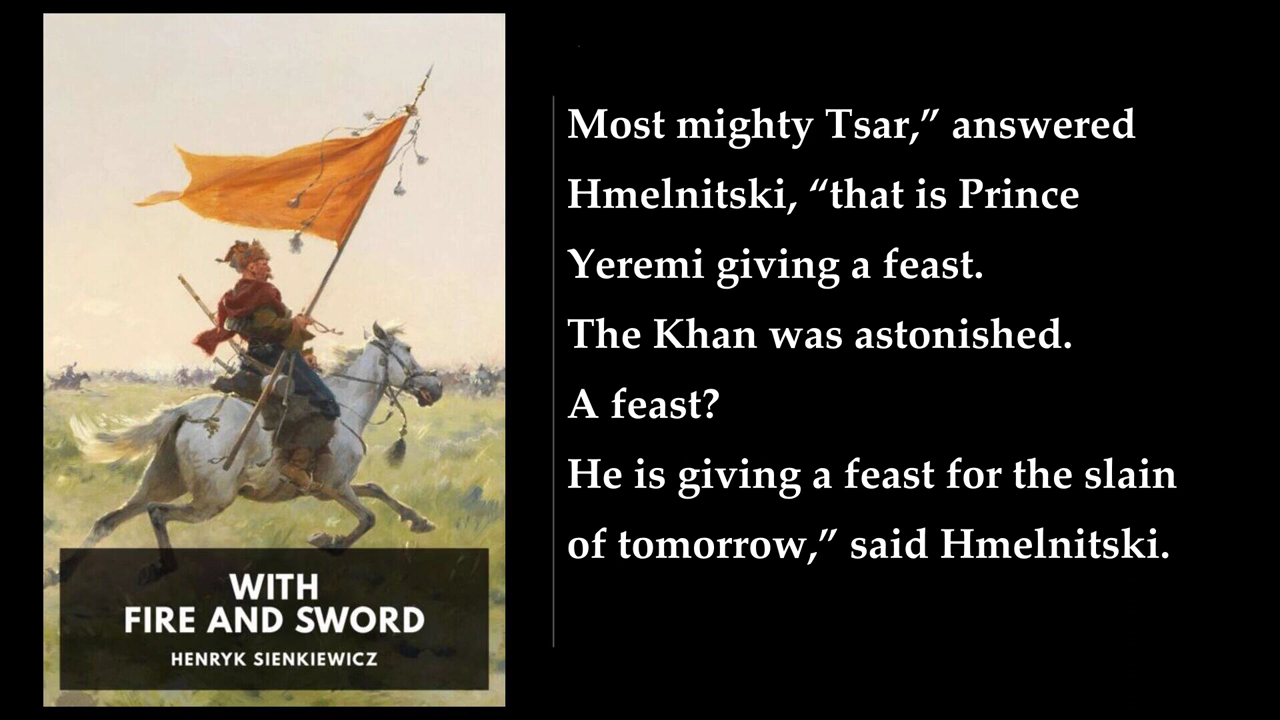 WITH
FIRE AND SWORD
HENRYK SIENKIEWICZ
Most mighty Tsar,” answered
Hmelnitski, “that is Prince
Yeremi giving a feast.
The Khan was astonished.
A feast?
He is giving a feast for the slain
of tomorrow,” said Hmelnitski.